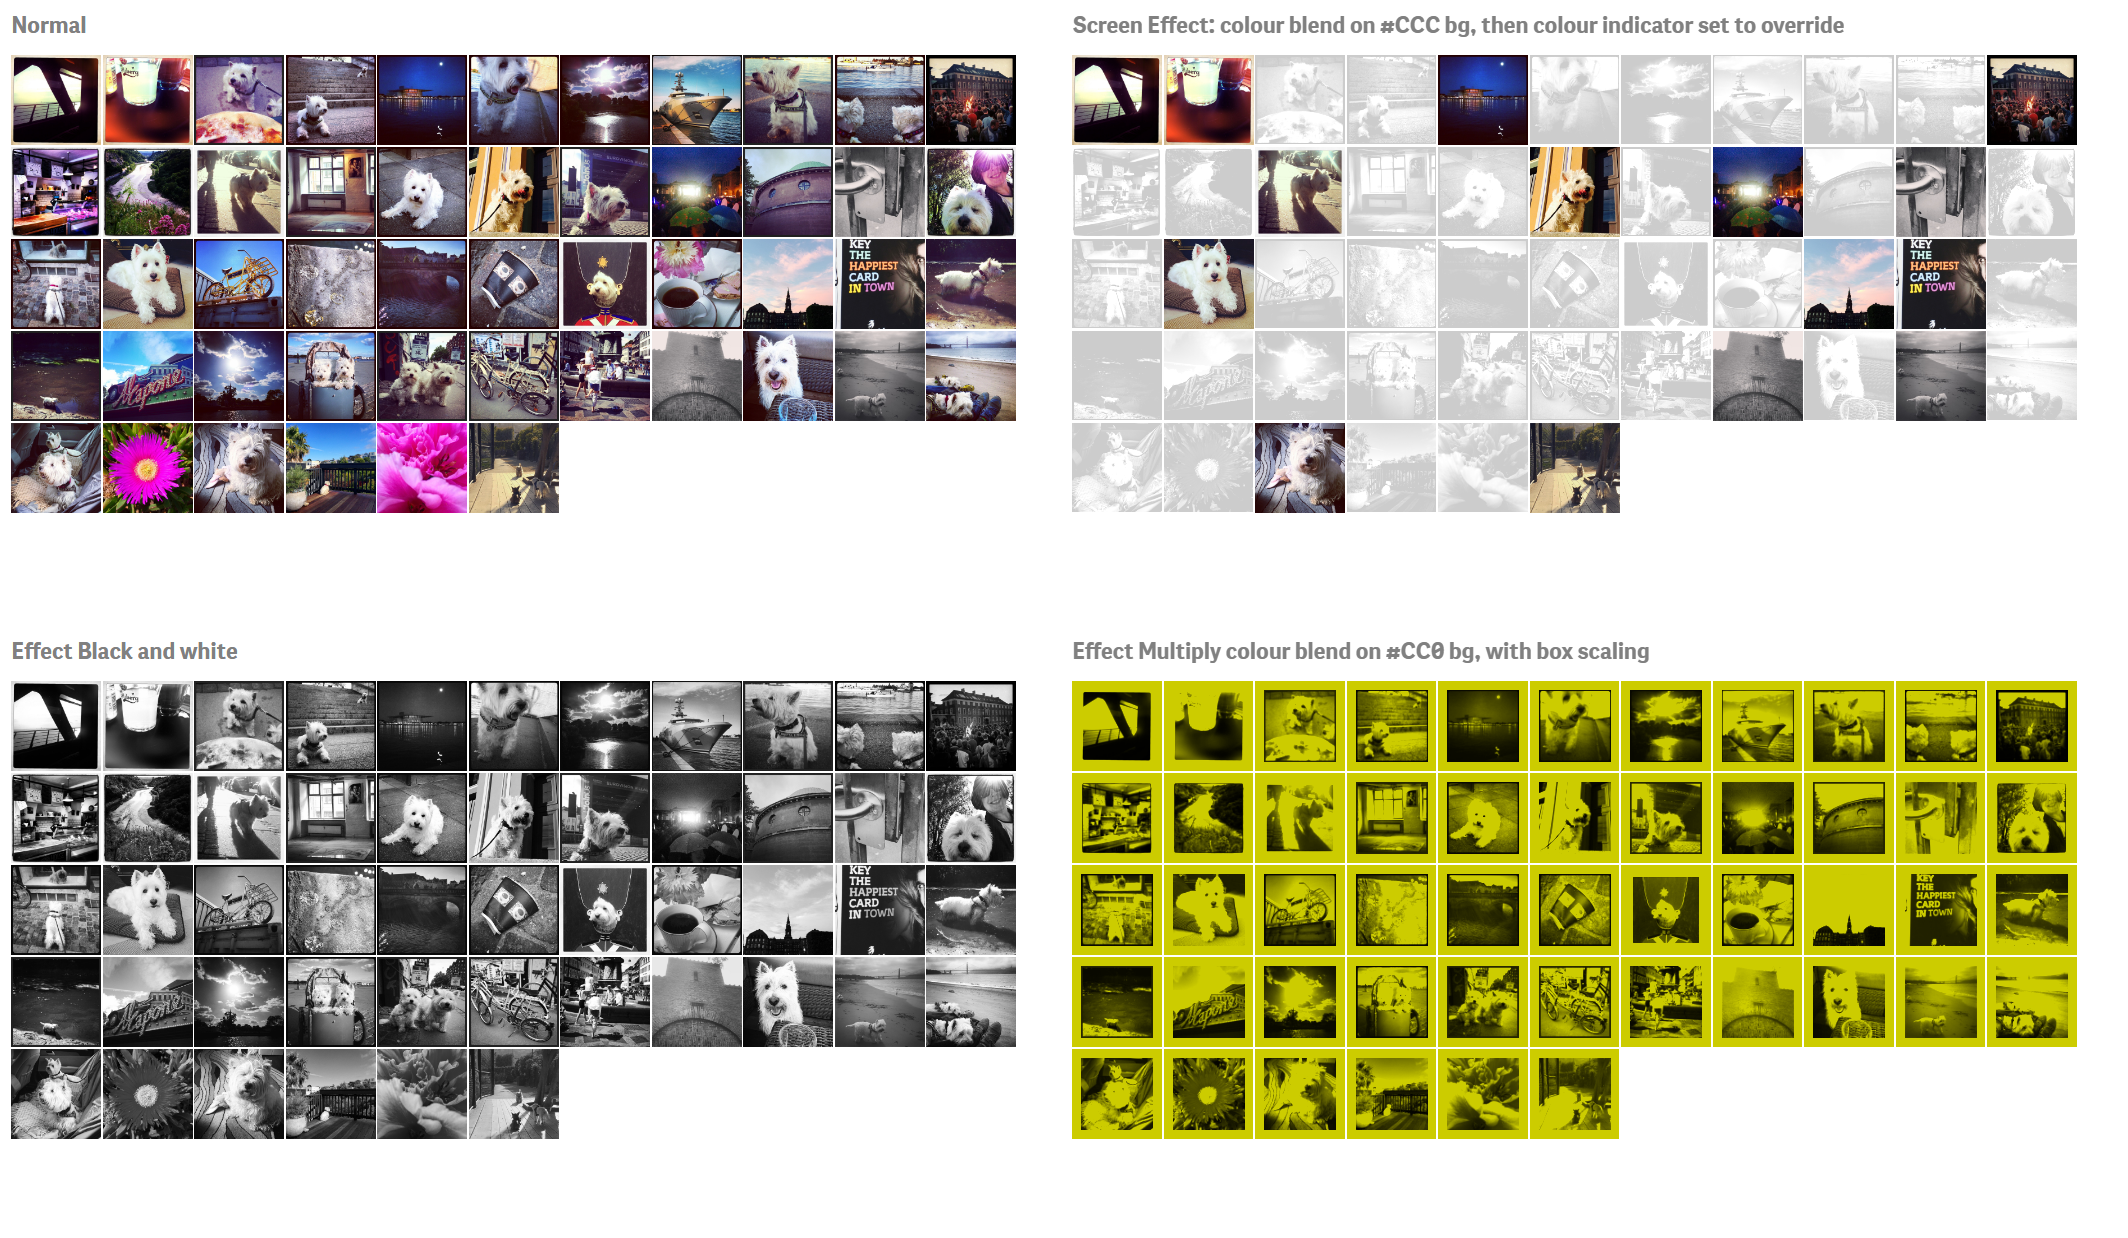 Normal
Screen Effect: colour blend on #CCC bg, then colour indicator set to override
KEY
THE
HAPPIEST
CARD
IN TOWN
KEY
THE
HAPPIEST
CARD
IN TOWN
Effect Black and white
Effect Multiply colour blend on #CC0 bg, with box scaling
KEY
THE
HAPPIEST
CARD
IN TOWN
KEY
THE
HAPPIEST
CARD
IN TOWN